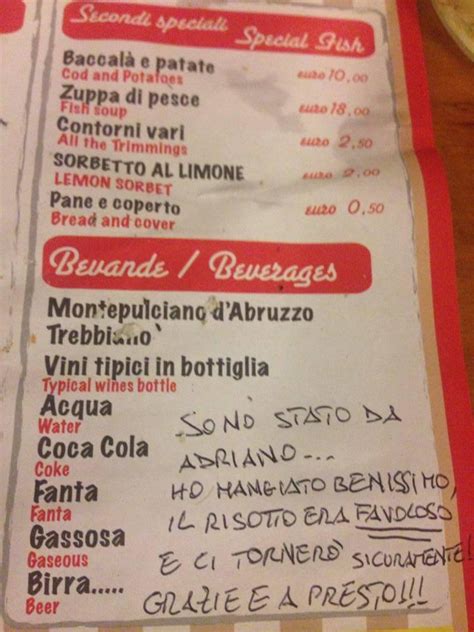 Secondi speciali
Special Fish
Baccalà e patate
Cod and Potatoes
euro 10,00
Zuppa di pesce
Fish soup
euro 18,00
Contorni vari
All the Trimmings
euro 2,50
SORBETTO AL LIMONE
LEMON SORBET
euro 2,00
Pane e coperto
Bread and cover
euro 0,50
Bevande / Beverages
Montepulciano d'Abruzzo
Trebbiano
Vini tipici in bottiglia
Typical wines bottle
Acqua
Water
Coca Cola
Coke
Fanta
Fanta
Gassosa
Gaseous
Birra.....
Beer
SONO STATO DA
ADRIANO...
HO MANGIATO BENISSIMO,
IL RISOTTO ERA FAVOLOSO
E CI TORNERO' SICURAMENTE!
GRAZIE E A PRESTO!!!